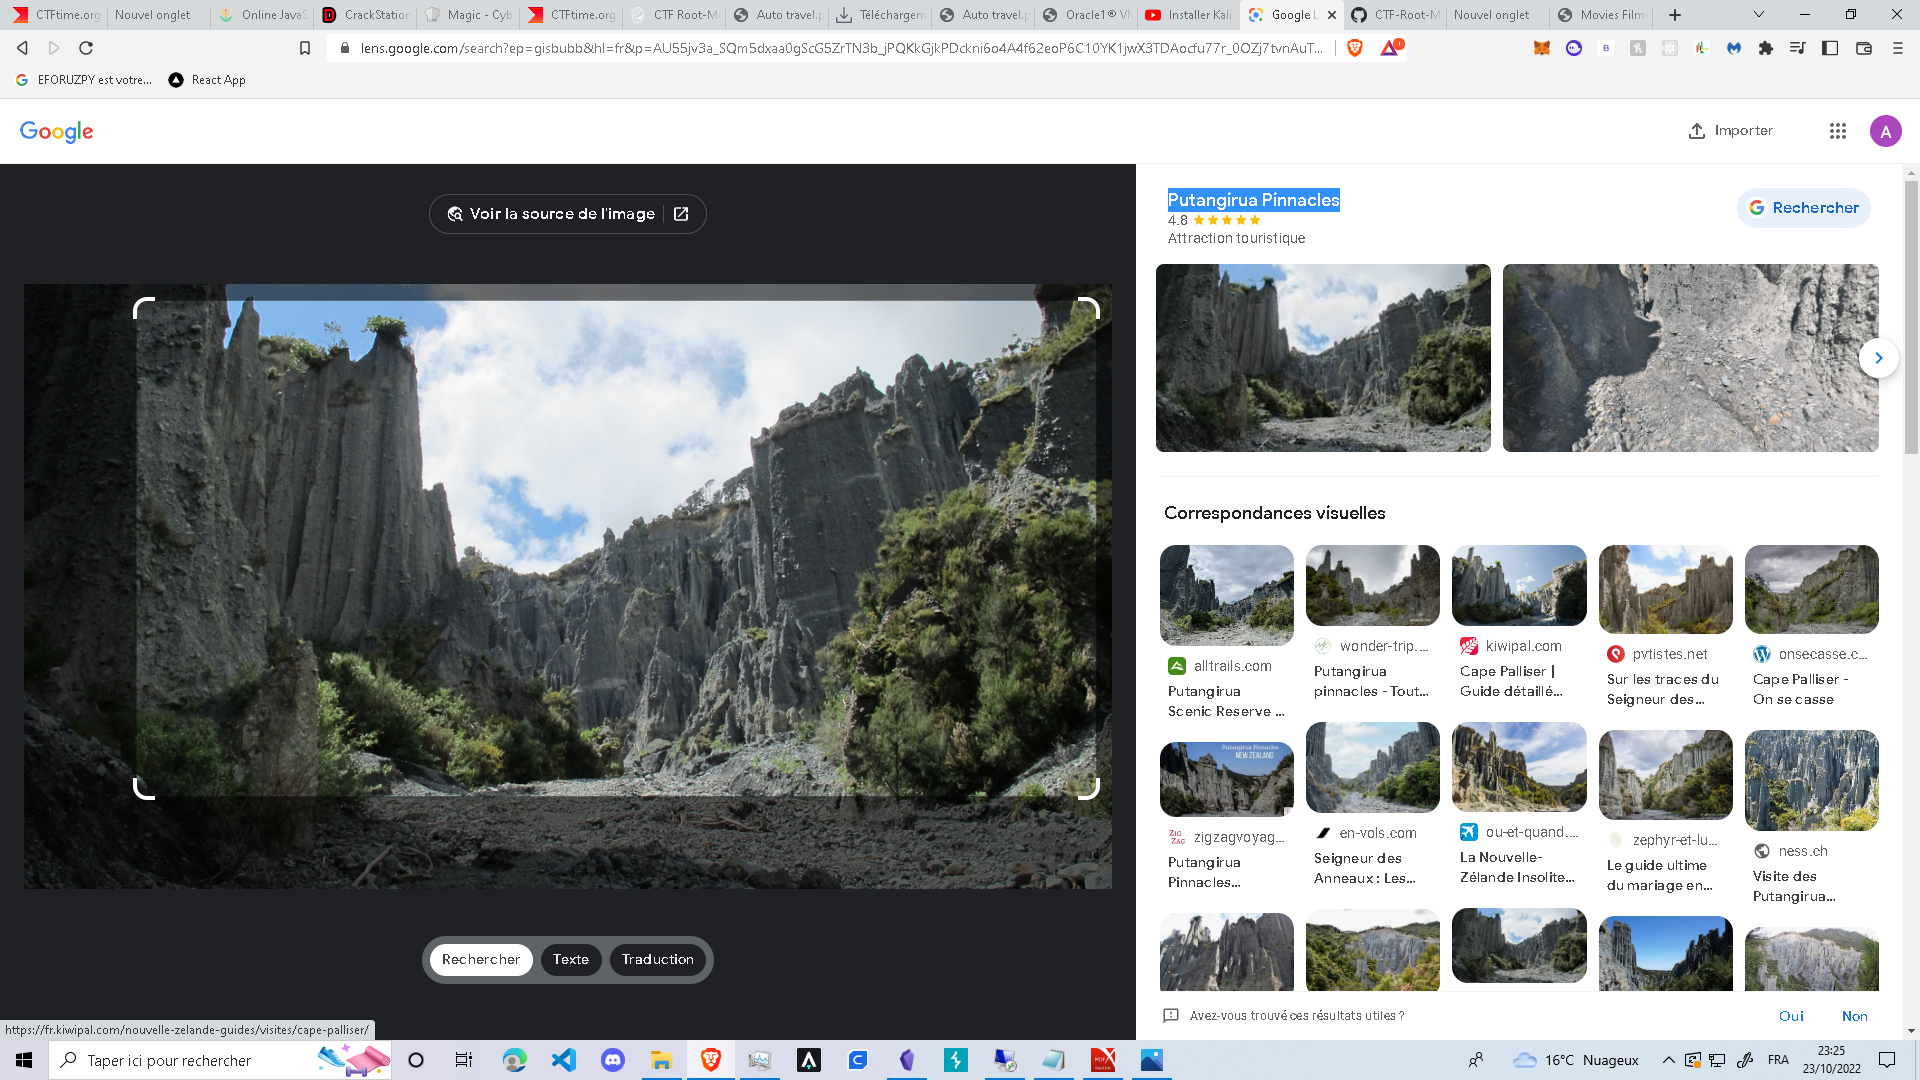 CTFtime.org
Nouvel onglet
Online JavaS
CrackStation
Magic - Cyb
CTFtime.org
CTF Root-Me
Auto travel.p
Téléchargem
Auto travel.p
Oracle1® VM
Installer Kali
Google L
CTF-Root-M
Nouvel onglet
Movies Film
lens.google.com/search?ep=gisbubb&hl=fr&p=AU55jv3a_SQm5dxaa0gScG5ZrTN3b_jPQKkGjkPDckni6o4A4f62eoP6C10YK1jwX3TDAocfu77r_0OZj7tvnAuT...
EFORUZPY est votre...
React App
Google
Importer
A
Voir la source de l'image
Putangirua Pinnacles
4.8
Attraction touristique
Rechercher
Correspondances visuelles
alltrails.com
Putangirua
Scenic Reserve ...
wonder-trip....
Putangirua
pinnacles - Tout...
kiwipal.com
Cape Palliser |
Guide détaillé...
pvtistes.net
Sur les traces du
Seigneur des...
onsecasse.c...
Cape Palliser -
On se casse
Putangirua Pinnacles
NEW ZEALAND
ZIG
ZAG
zigzagvoyag...
Putangirua
Pinnacles...
en-vols.com
Seigneur des
Anneaux : Les...
ou-et-quand....
La Nouvelle-
Zélande Insolite...
zephyr-et-lu...
Le guide ultime
du mariage en...
ness.ch
Visite des
Putangirua...
Rechercher
Texte
Traduction
Avez-vous trouvé ces résultats utiles ?
Oui
Non
https://fr.kiwipal.com/nouvelle-zelande-guides/visites/cape-palliser/
Taper ici pour rechercher
16°C Nuageux
FRA
23:25
23/10/2022